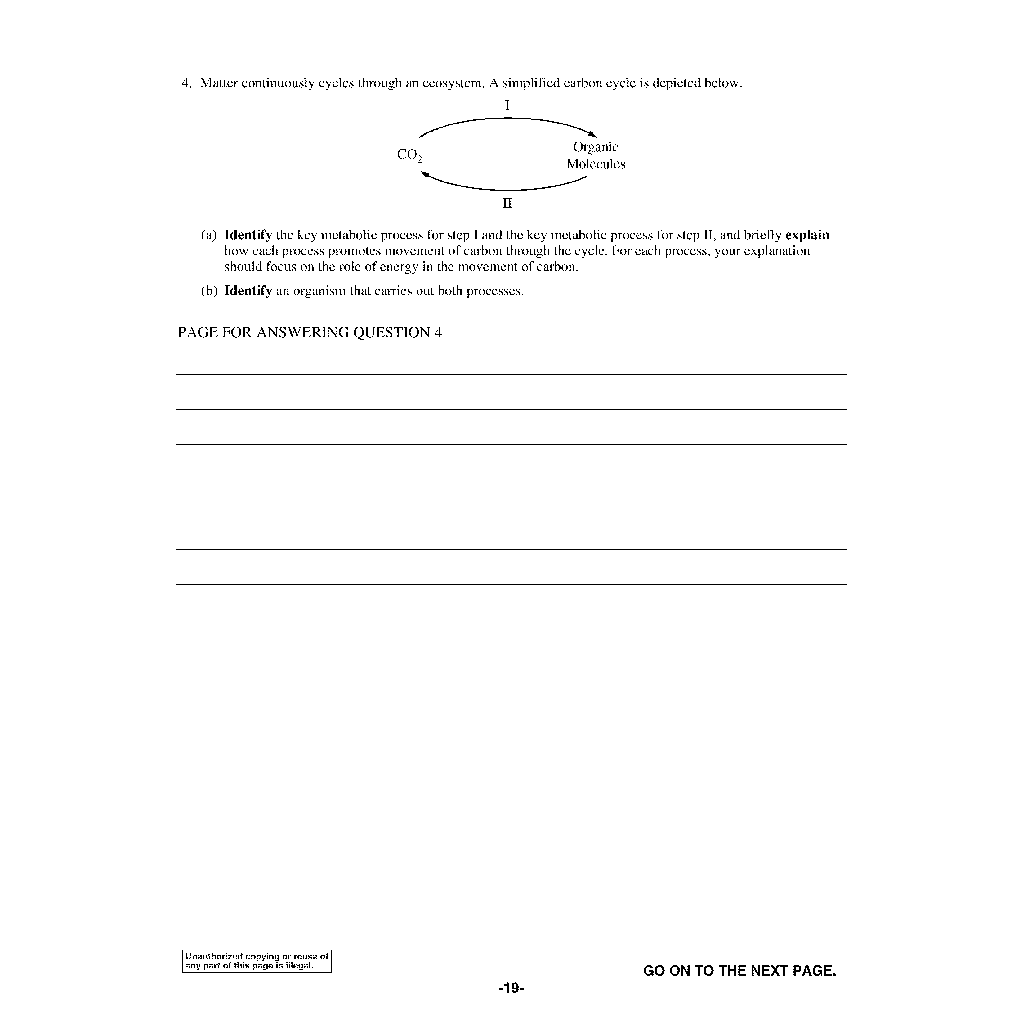 4. Matter continuously cycles through an ecosystem. A simplified carbon cycle is depicted below.
I
CO2
Organic
Molecules
II
(a) Identify the key metabolic process for step I and the key metabolic process for step II, and briefly explain
how each process promotes movement of carbon through the cycle. For each process, your explanation
should focus on the role of energy in the movement of carbon.
(b) Identify an organism that carries out both processes.
PAGE FOR ANSWERING QUESTION 4
Unauthorized copying or reuse of
any part of this page is illegal.
GO ON TO THE NEXT PAGE.
-19-